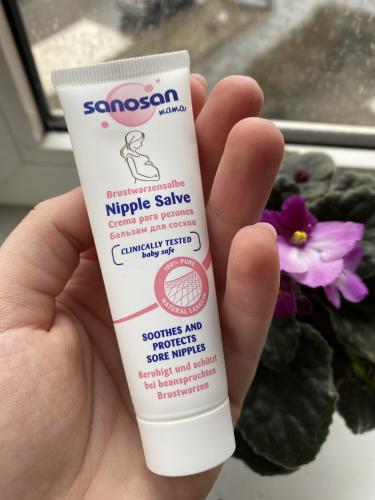 sanosan
mama
Brustwarzensalbe
Nipple Salve
Crema para pezones
Бальзам для сосков
CLINICALLY TESTED
baby safe
100% PURE
NATURAL LANOLIN
SOOTHES AND
PROTECTS
SORE NIPPLES
Beruhigt und schützt
bei beanspruchten
Brustwarzen